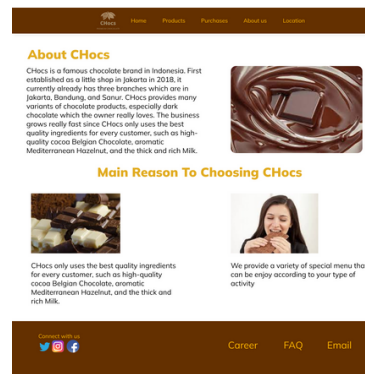 CHocs
Home Products Purchases About us Location
About CHocs
CHocs is a famous chocolate brand in Indonesia. First
established as a little shop in Jakarta in 2018, it
currently already has three branches which are in
Jakarta, Bandung, and Sanur. CHocs provides many
variants of chocolate products, especially dark
chocolate which the owner really loves. The business
grows really fast since CHocs only uses the best
quality ingredients for every customer, such as high-
quality cocoa Belgian Chocolate, aromatic
Mediterranean Hazelnut, and the thick and rich Milk.
Main Reason To Choosing CHocs
CHocs only uses the best quality ingredients
for every customer, such as high-quality
cocoa Belgian Chocolate, aromatic
Mediterranean Hazelnut, and the thick and
rich Milk.
We provide a variety of special menu tha
can be enjoy according to your type of
activity
Connect with us
Career FAQ Email